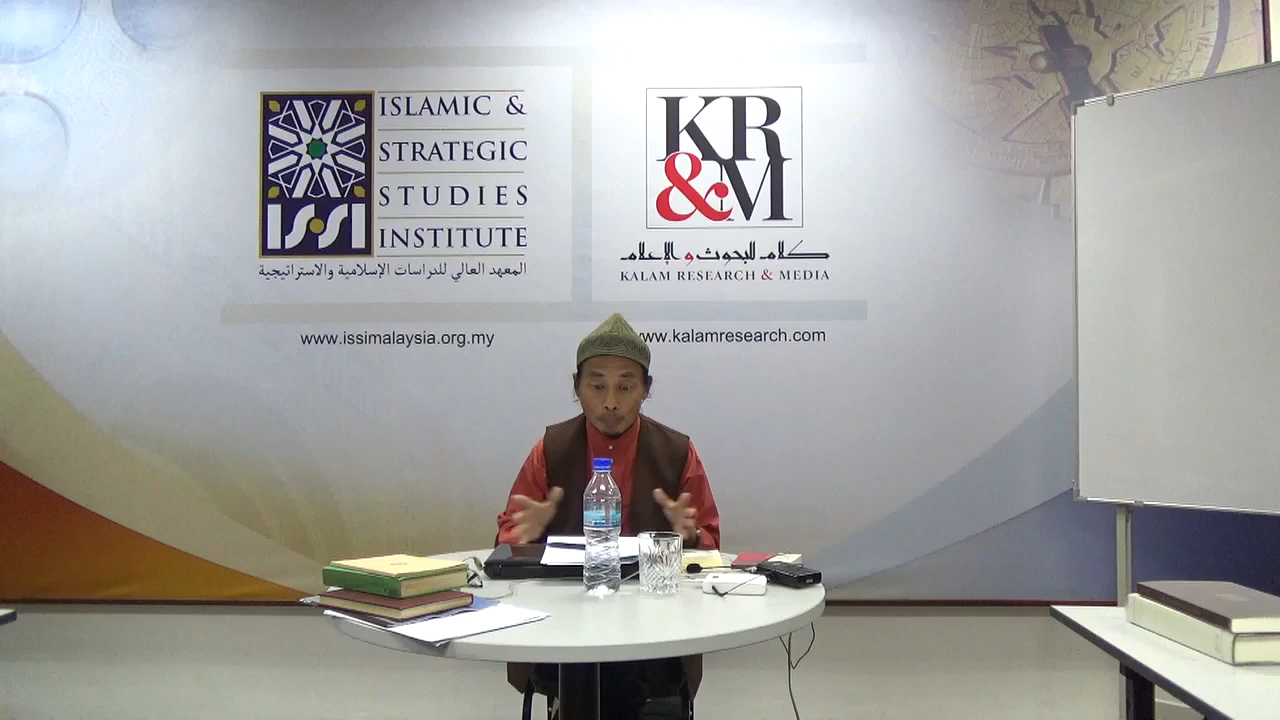 ISLAMIC &
STRATEGIC
STUDIES
INSTITUTE
ISSI
المعهد العالي للدراسات الإسلامية والاستراتيجية
www.issimalaysia.org.my
KR
&M
كلام للبحوث و الإعلام
KALAM RESEARCH & MEDIA
www.kalamresearch.com